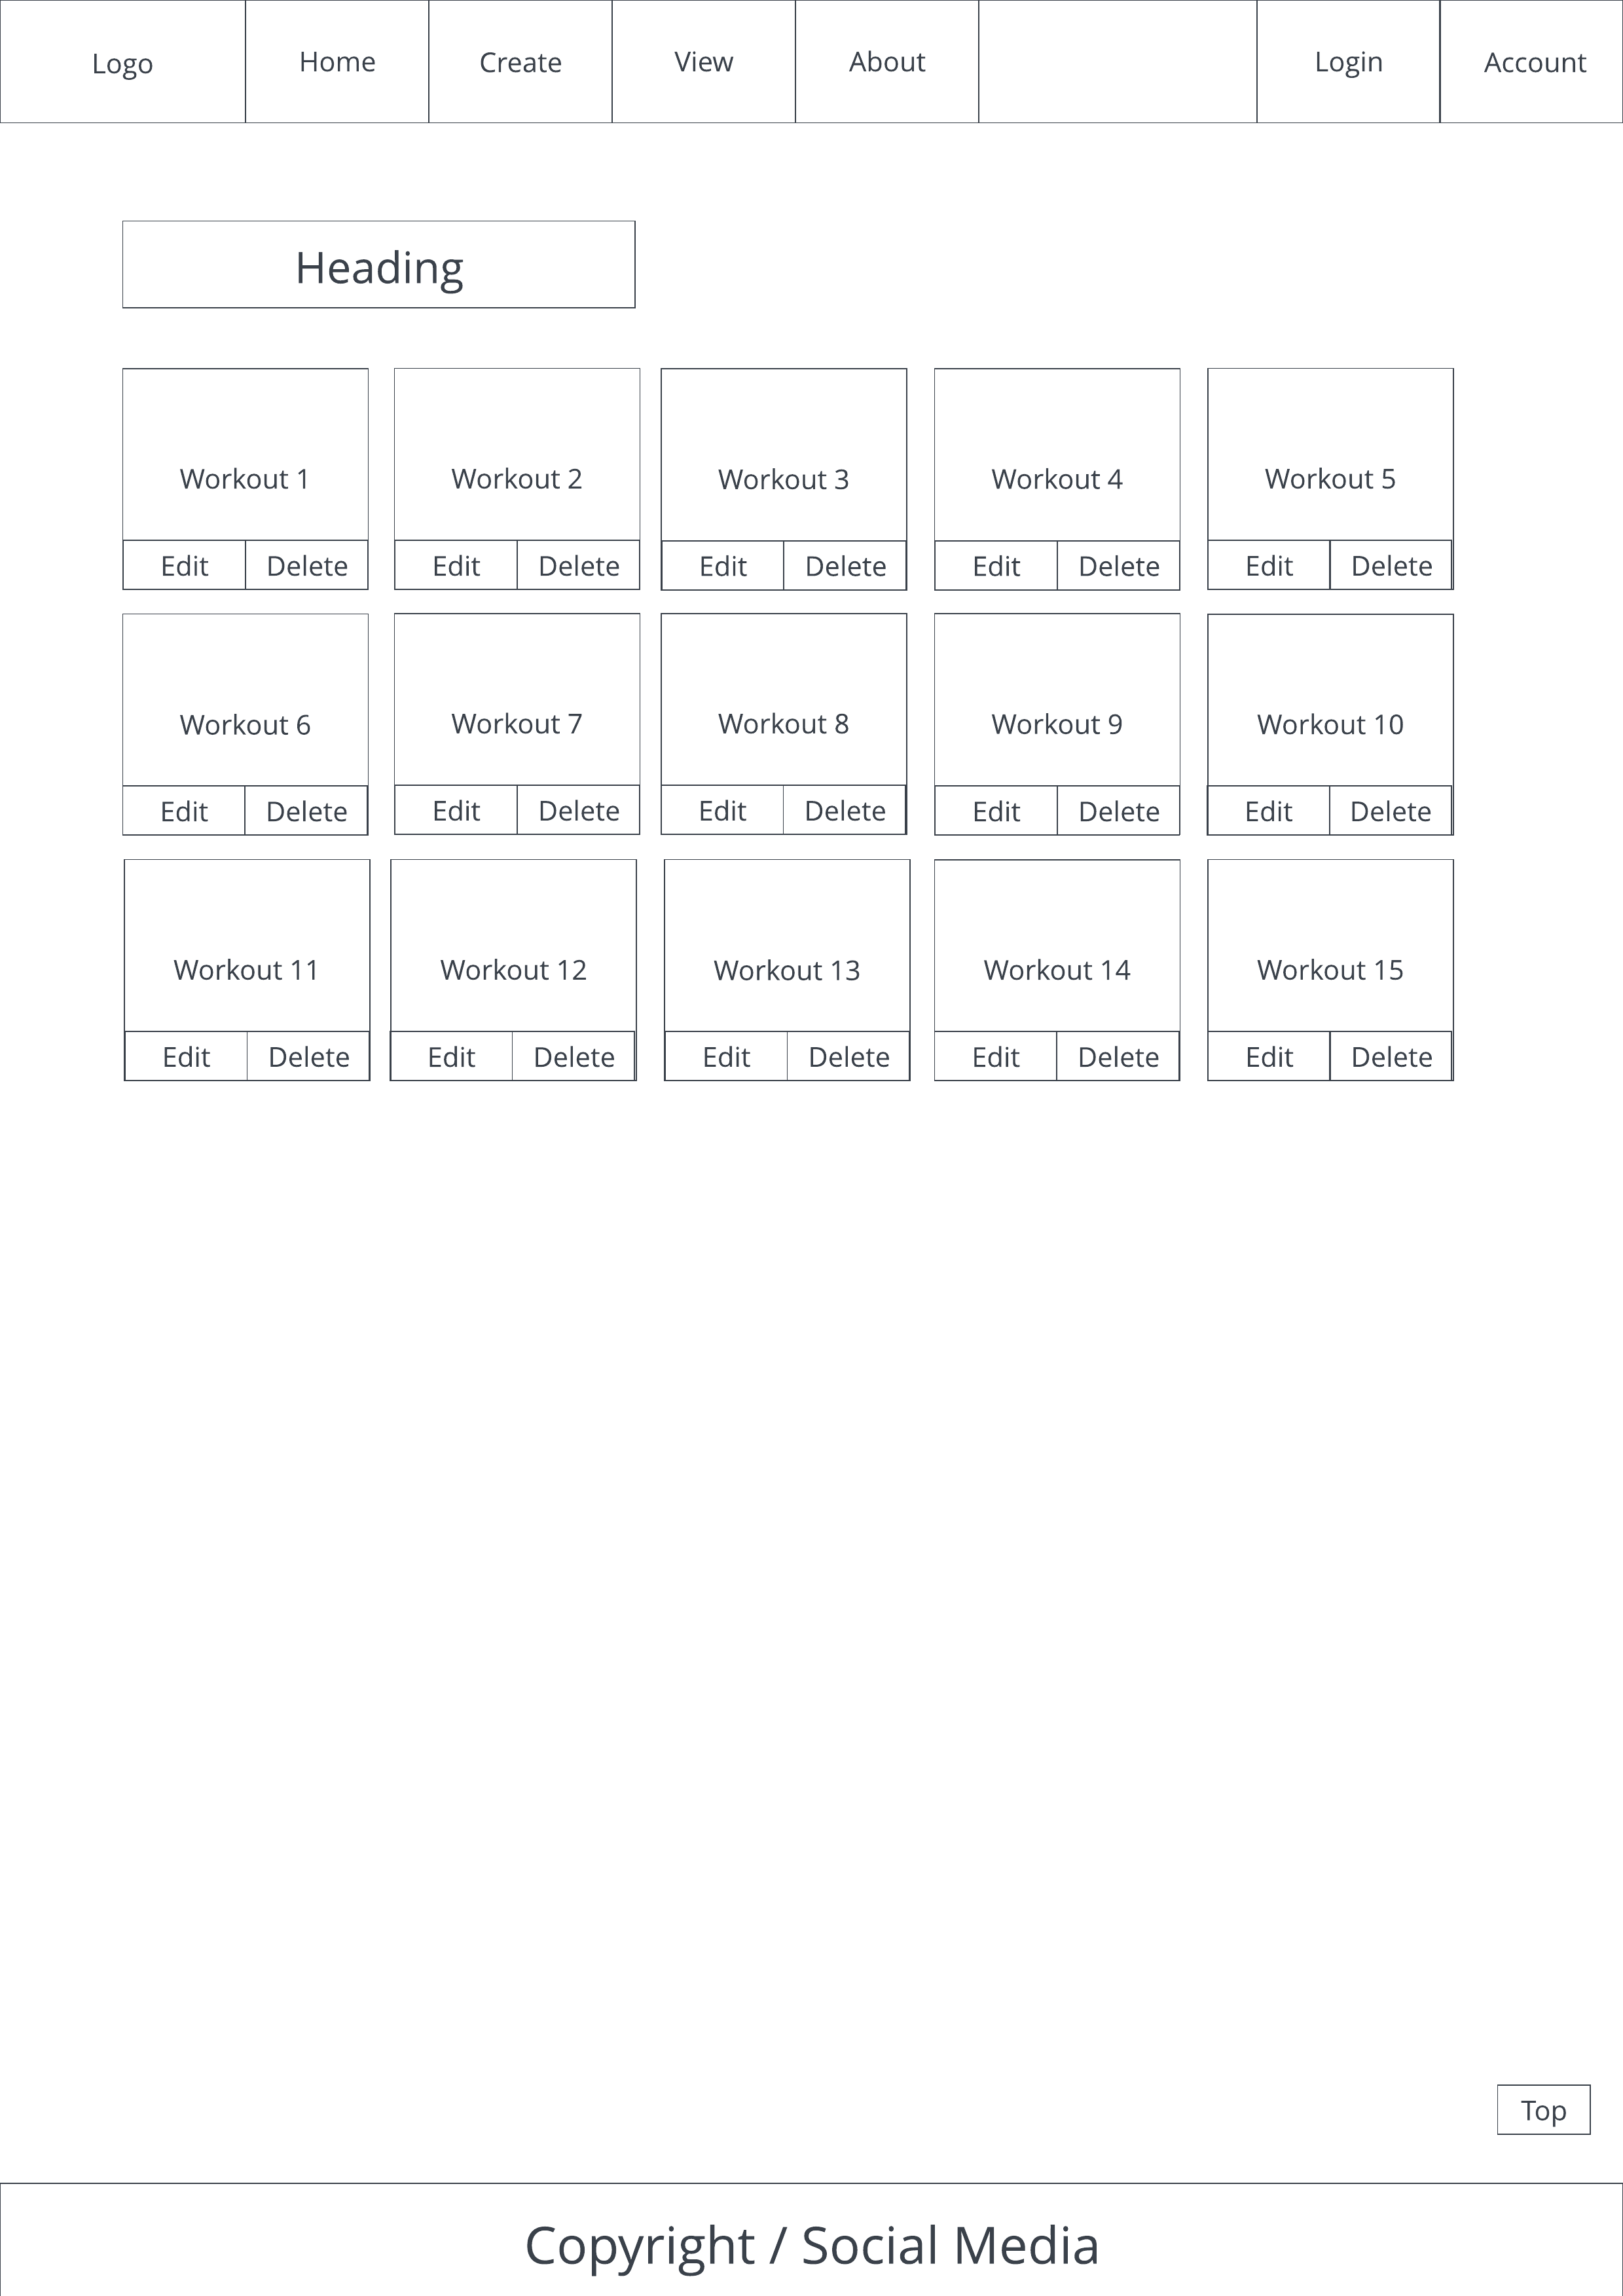 Logo Home Create View About Login Account
Heading
Workout 1 Workout 2 Workout 3 Workout 4 Workout 5
Edit Delete Edit Delete Edit Delete Edit Delete Edit Delete
Workout 6 Workout 7 Workout 8 Workout 9 Workout 10
Edit Delete Edit Delete Edit Delete Edit Delete Edit Delete
Workout 11 Workout 12 Workout 13 Workout 14 Workout 15
Edit Delete Edit Delete Edit Delete Edit Delete Edit Delete
Top
Copyright / Social Media